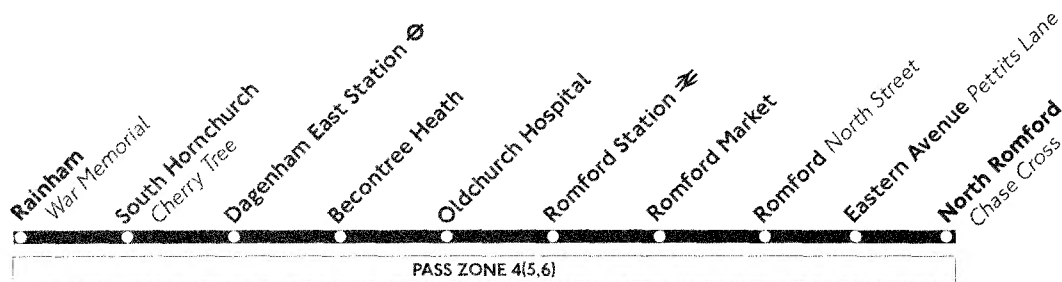 Rainham
War Memorial
South Hornchurch
Cherry Tree
Dagenham East Station
Becontree Heath
Oldchurch Hospital
Romford Station
Romford Market
Romford North Street
Eastern Avenue Pettits Lane
North Romford
Chase Cross
PASS ZONE 4(5,6)